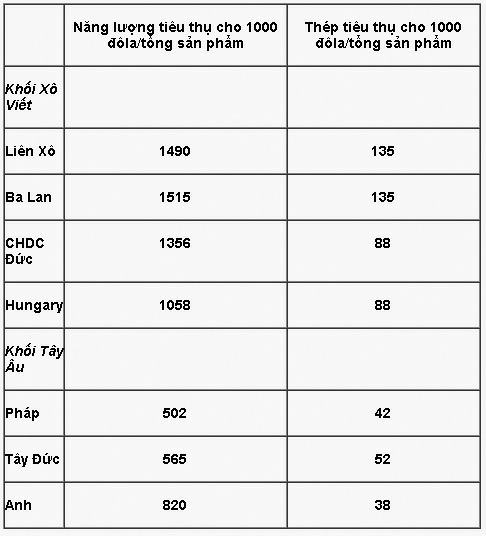 Năng lượng tiêu thụ cho 1000
đôla/tổng sản phẩm
Thép tiêu thụ cho 1000
đôla/tổng sản phẩm
Khối Xô
Viết
Liên Xô 1490 135
Ba Lan 1515 135
CHDC
Đức 1356 88
Hungary 1058 88
Khối Tây
Âu
Pháp 502 42
Tây Đức 565 52
Anh 820 38